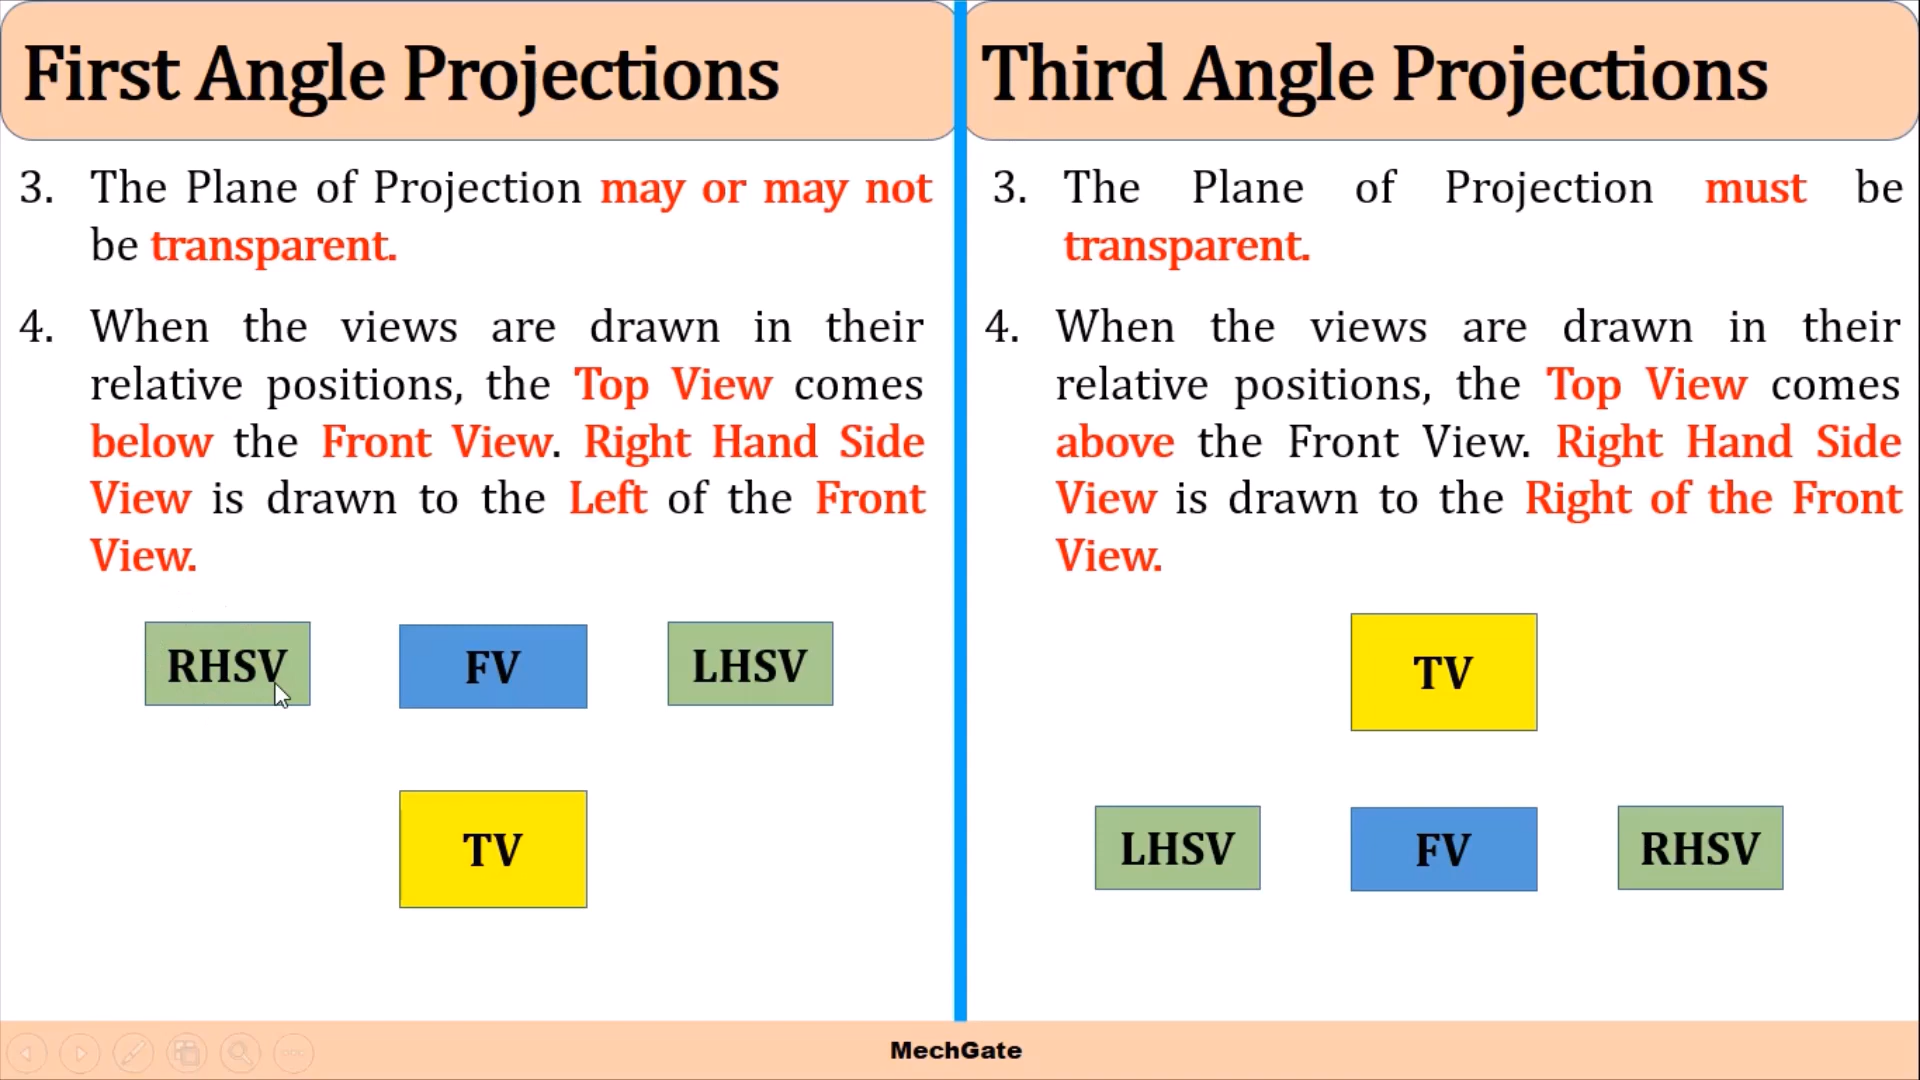 First Angle Projections
3. The Plane of Projection may or may not
be transparent.
4. When the views are drawn in their
relative positions, the Top View comes
below the Front View. Right Hand Side
View is drawn to the Left of the Front
View.
RHSV FV LHSV
TV
Third Angle Projections
3. The Plane of Projection must be
transparent.
4. When the views are drawn in their
relative positions, the Top View comes
above the Front View. Right Hand Side
View is drawn to the Right of the Front
View.
TV
LHSV FV RHSV
MechGate